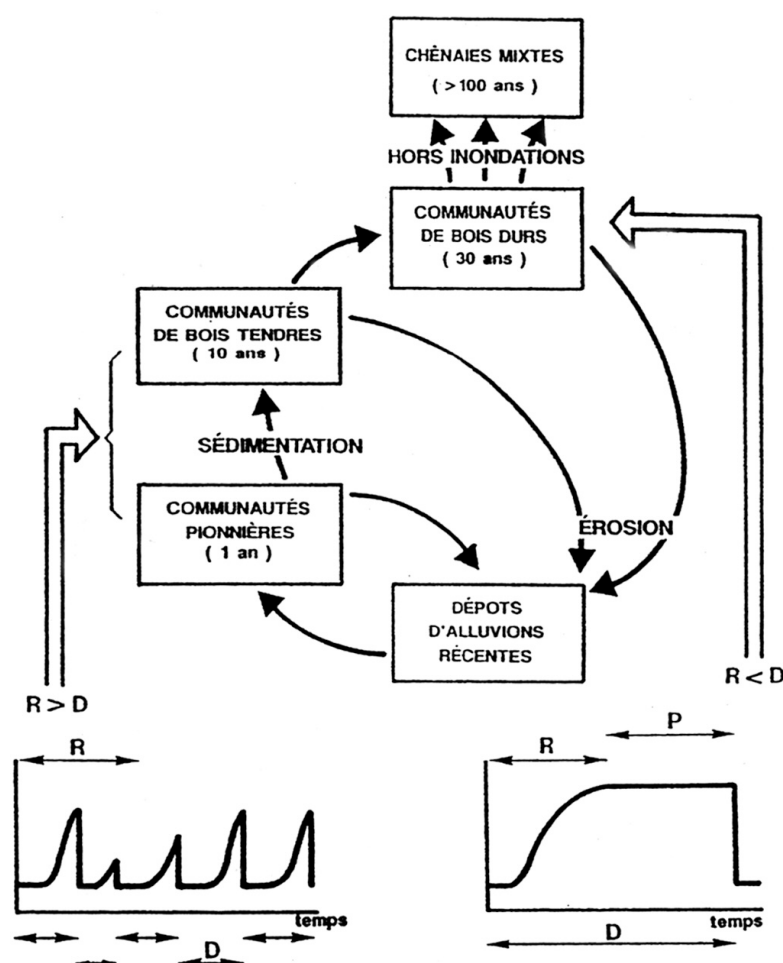 CHÊNAIES MIXTES
( >100 ans )
HORS INONDATIONS
COMMUNAUTÉS
DE BOIS DURS
( 30 ans )
COMMUNAUTÉS
DE BOIS TENDRES
( 10 ans )
SÉDIMENTATION
COMMUNAUTÉS
PIONNIÈRES
( 1 an )
ÉROSION
DÉPOTS
D'ALLUVIONS
RÉCENTES
R > D
R < D
R
temps
D
P
R
temps
D